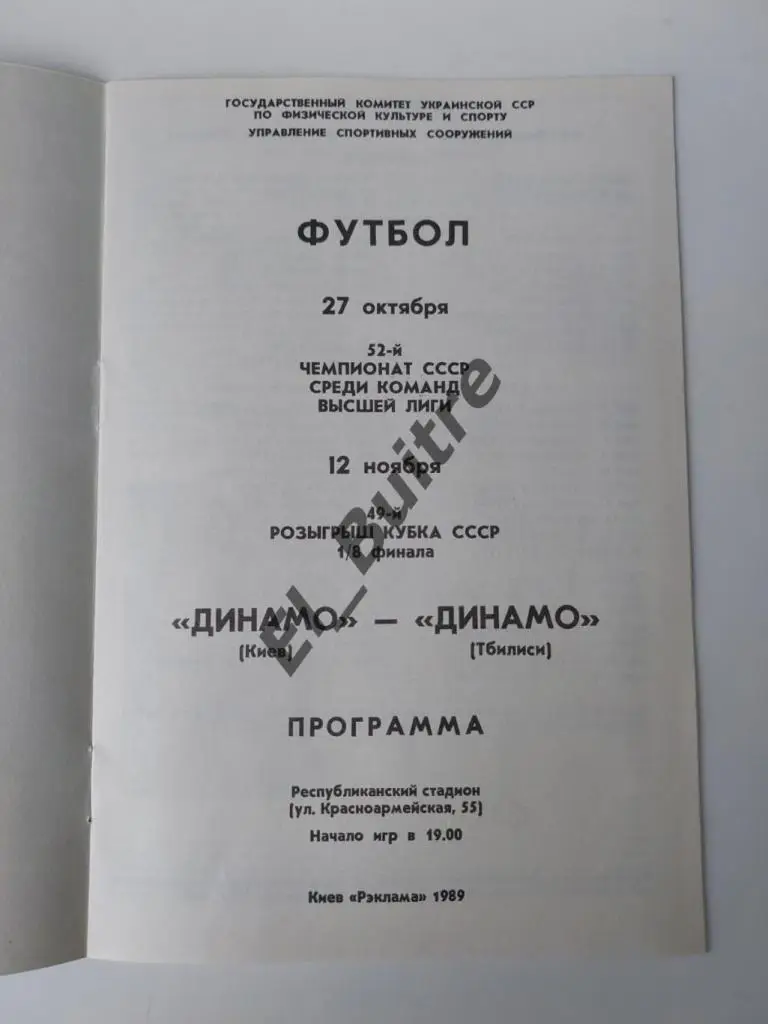 ГОСУДАРСТВЕННЫЙ КОМИТЕТ УКРАИНСКОЙ ССР
ПО ФИЗИЧЕСКОЙ КУЛЬТУРЕ И СПОРТУ
УПРАВЛЕНИЕ СПОРТИВНЫХ СООРУЖЕНИЙ
ФУТБОЛ
27 октября
52-й
ЧЕМПИОНАТ СССР
СРЕДИ КОМАНД
ВЫСШЕЙ ЛИГИ
12 ноября
49-й
РОЗЫГРЫШ КУБКА СССР
1/8 финала
«ДИНАМО» — «ДИНАМО»
(Киев) (Тбилиси)
ПРОГРАММА
Республиканский стадион
(ул. Красноармейская, 55)
Начало игр в 19.00
Киев «Рэклама» 1989
El_Buitre